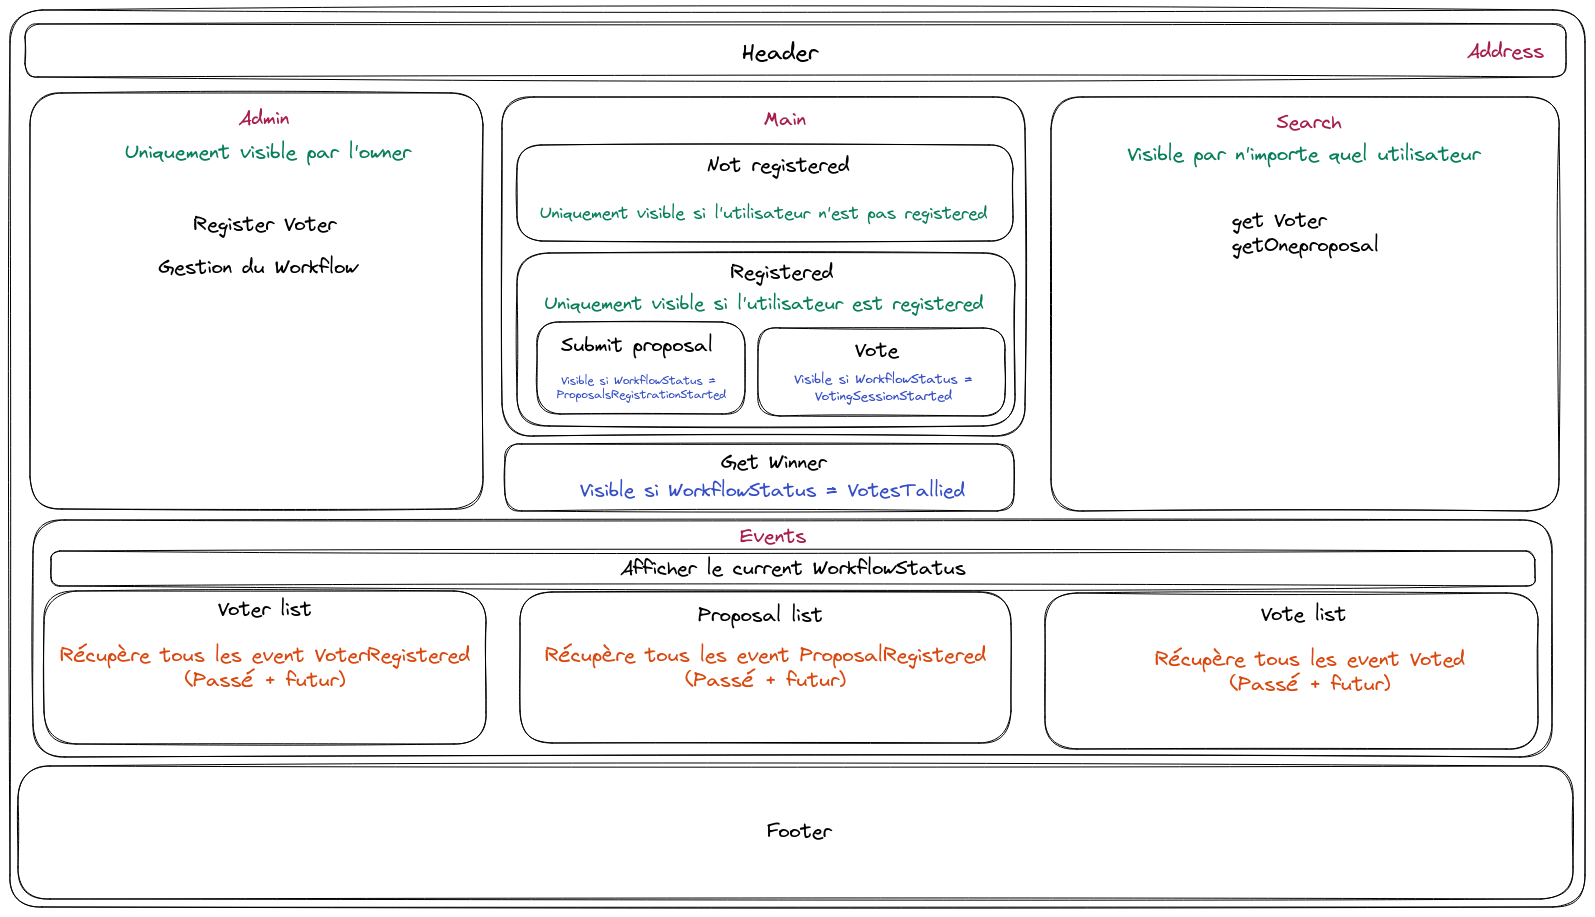 Header
Address
Admin
Uniquement visible par l'owner
Register Voter
Gestion du Workflow
Main
Not registered
Uniquement visible si l'utilisateur n'est pas registered
Registered
Uniquement visible si l'utilisateur est registered
Submit proposal
Visible si WorkflowStatus =
ProposalsRegistrationStarted
Vote
Visible si WorkflowStatus =
VotingSessionStarted
Get Winner
Visible si WorkflowStatus = VotesTallied
Search
Visible par n'importe quel utilisateur
get Voter
getOneproposal
Events
Afficher le current WorkflowStatus
Voter list
Récupère tous les event VoterRegistered
(Passé + futur)
Proposal list
Récupère tous les event ProposalRegistered
(Passé + futur)
Vote list
Récupère tous les event Voted
(Passé + futur)
Footer